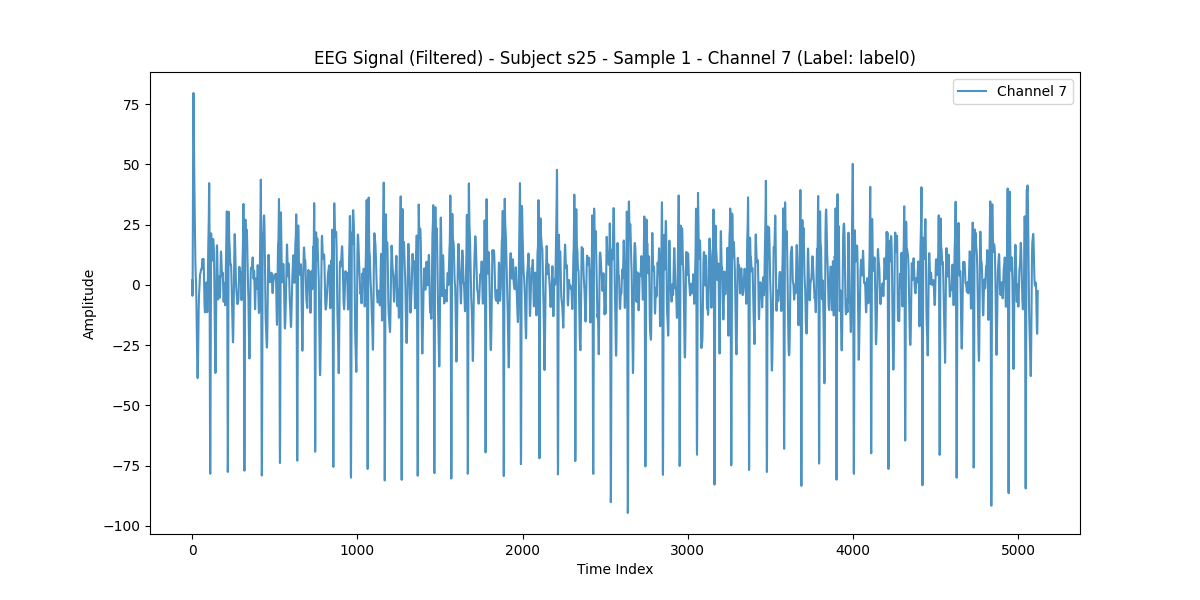 EEG Signal (Filtered) - Subject s25 - Sample 1 - Channel 7 (Label: label0)
Channel 7
75
50
25
0
−25
−50
−75
−100
Amplitude
0 1000 2000 3000 4000 5000
Time Index